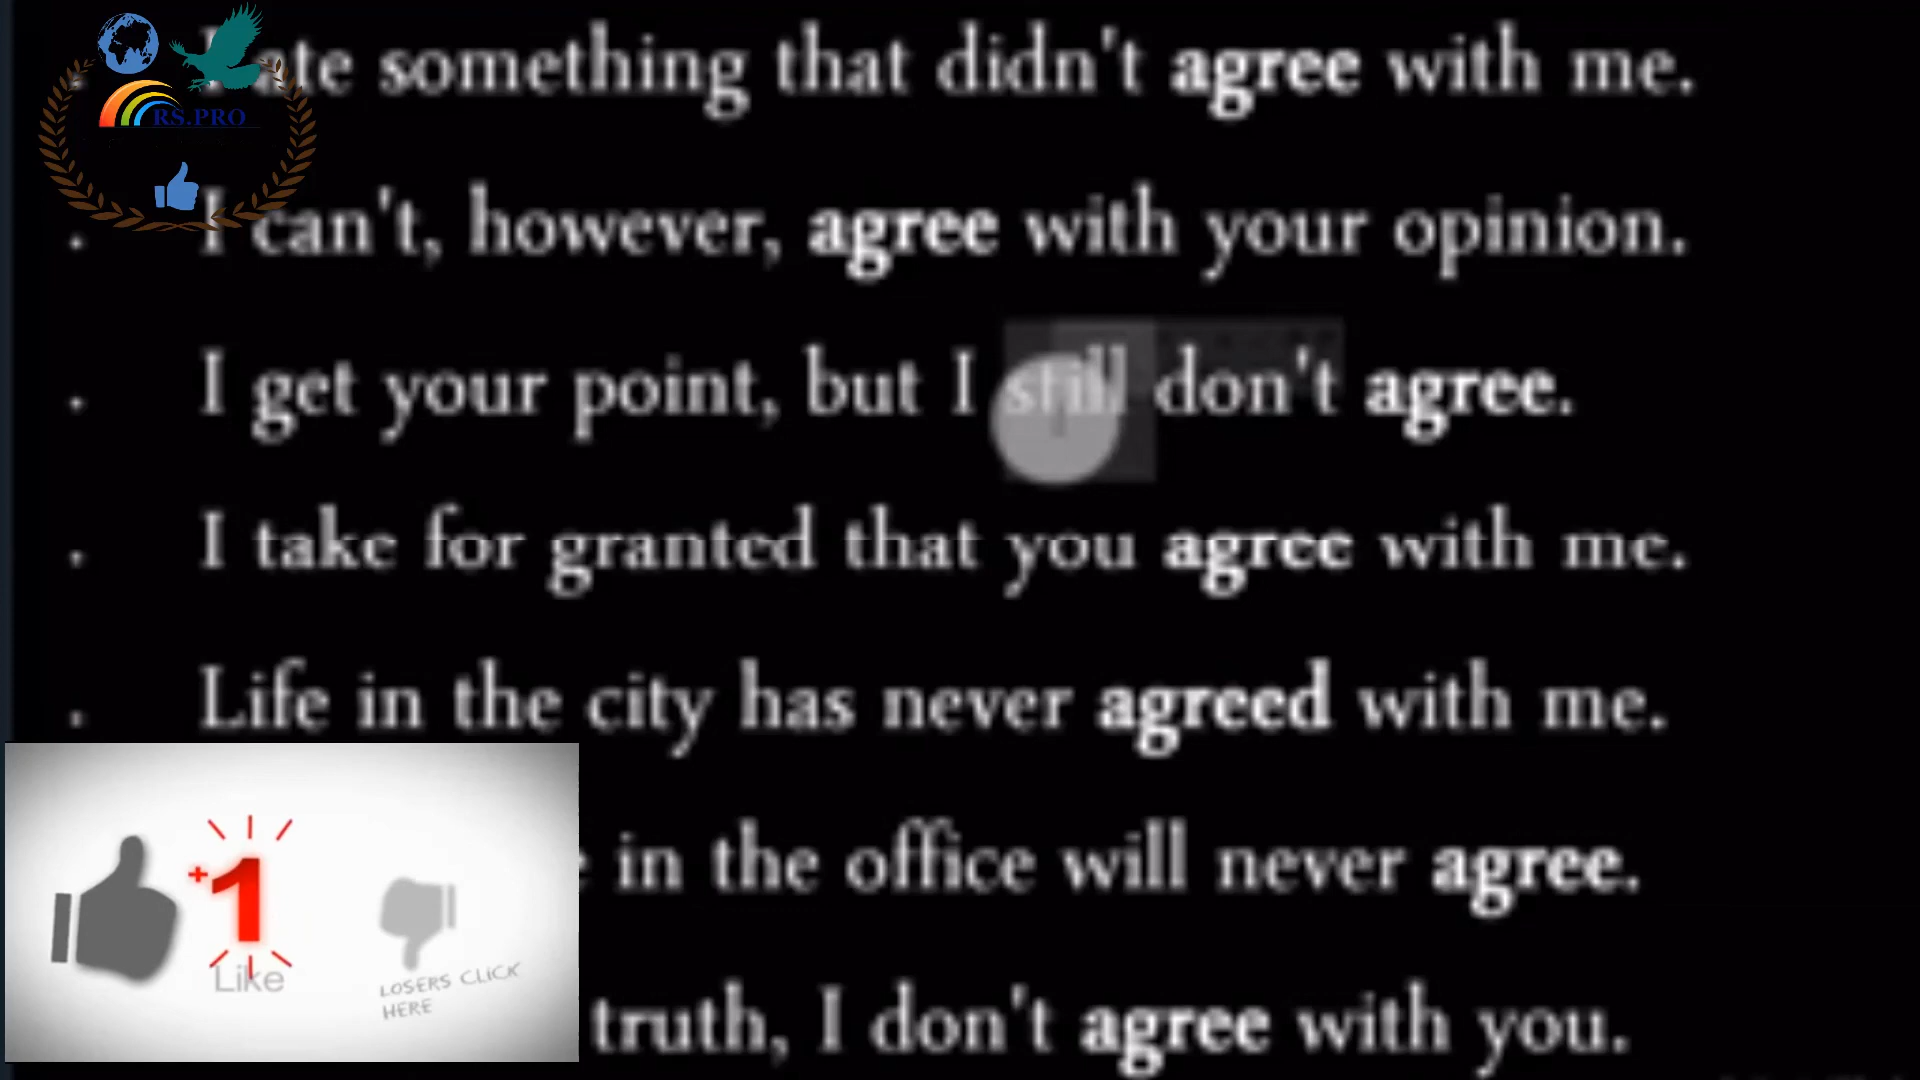 I ate something that didn't agree with me.
RS.PRO
I can't, however, agree with your opinion.
I get your point, but I still don't agree.
I take for granted that you agree with me.
Life in the city has never agreed with me.
in the office will never agree.
+1
Like
LOSERS CLICK
HERE
truth, I don't agree with you.